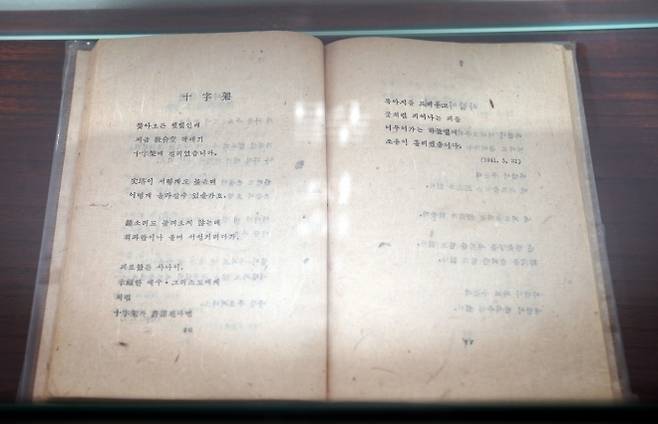 十字架
쫓아오든 햇빛인데
지금 敎會堂 꼭대기
十字架에 걸리였습니다.
尖塔이 저렇게도 높은데
어떻게 올라갈수 있을가요.
鐘소리도 들려오지 않는데
휘파람이나 불며 서성거리다가,
괴로왔든 사나이,
幸福한 예수·그리스도에게
처럼
十字架가 許諾된다면
목아지를 드리우고
꽃처럼 피여나는 피를
어두어가는 하늘밑에
조용이 흘리겠습니다.
(1941. 5. 31)